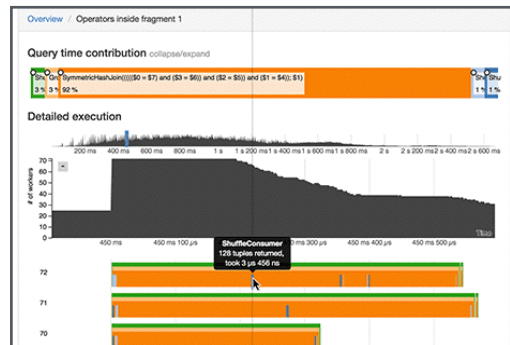 Overview / Operators inside fragment 1
Query time contribution collapse/expand
Sh Gr SymmetricHashJoin(((($0 = $7) and ($3 = $6)) and ($2 = $5)) and ($1 = $4)); $1) Sh Shu
3 % 3 % 92 % 1 % 1 %
Detailed execution
200 ms 400 ms 600 ms 800 ms 1 s 1 s 200 ms 1 s 400 ms 1 s 600 ms 1 s 800 ms 2 s 2 s 200 ms 2 s 400 ms 2 s 600 ms
# of workers
70
60
50
40
30
20
10
0
-
Time
450 ms 450 ms 100 µs 450 ms 300 µs 450 ms 400 µs 450 ms 500 µs
ShuffleConsumer
128 tuples returned,
took 3 µs 456 ns
72
71
70